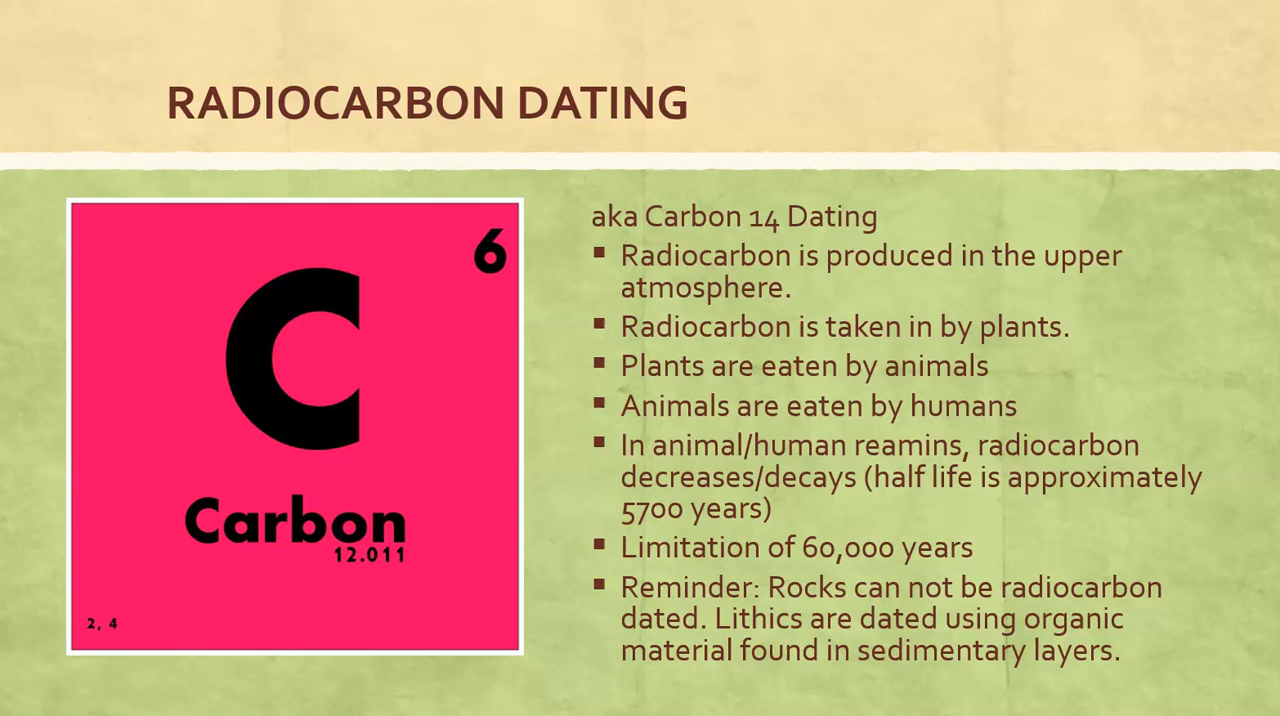 RADIOCARBON DATING
6
C
Carbon
12.011
2, 4
aka Carbon 14 Dating
▪ Radiocarbon is produced in the upper
atmosphere.
▪ Radiocarbon is taken in by plants.
▪ Plants are eaten by animals
▪ Animals are eaten by humans
▪ In animal/human reamins, radiocarbon
decreases/decays (half life is approximately
5700 years)
▪ Limitation of 60,000 years
▪ Reminder: Rocks can not be radiocarbon
dated. Lithics are dated using organic
material found in sedimentary layers.